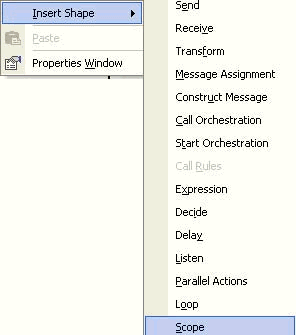 Insert Shape
Paste
Properties Window
Send
Receive
Transform
Message Assignment
Construct Message
Call Orchestration
Start Orchestration
Call Rules
Expression
Decide
Delay
Listen
Parallel Actions
Loop
Scope